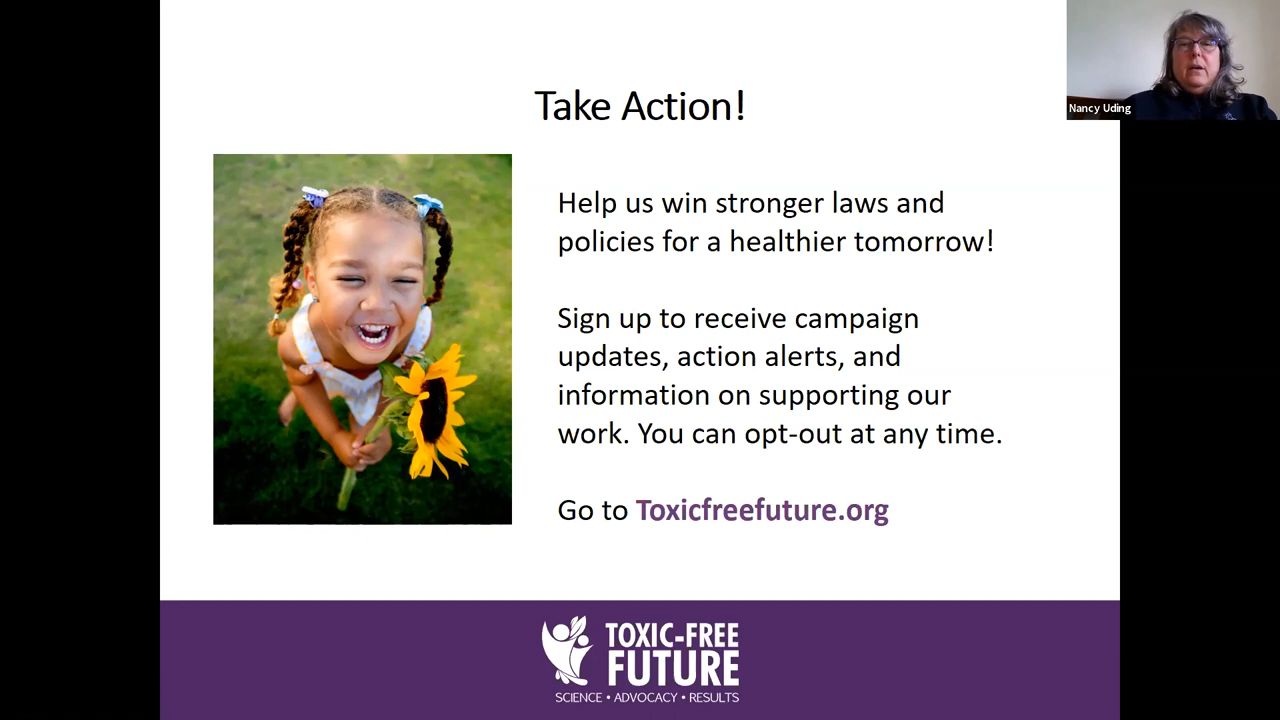 Take Action!
Nancy Uding
Help us win stronger laws and
policies for a healthier tomorrow!
Sign up to receive campaign
updates, action alerts, and
information on supporting our
work. You can opt-out at any time.
Go to Toxicfreefuture.org
TOXIC-FREE
FUTURE
SCIENCE • ADVOCACY • RESULTS